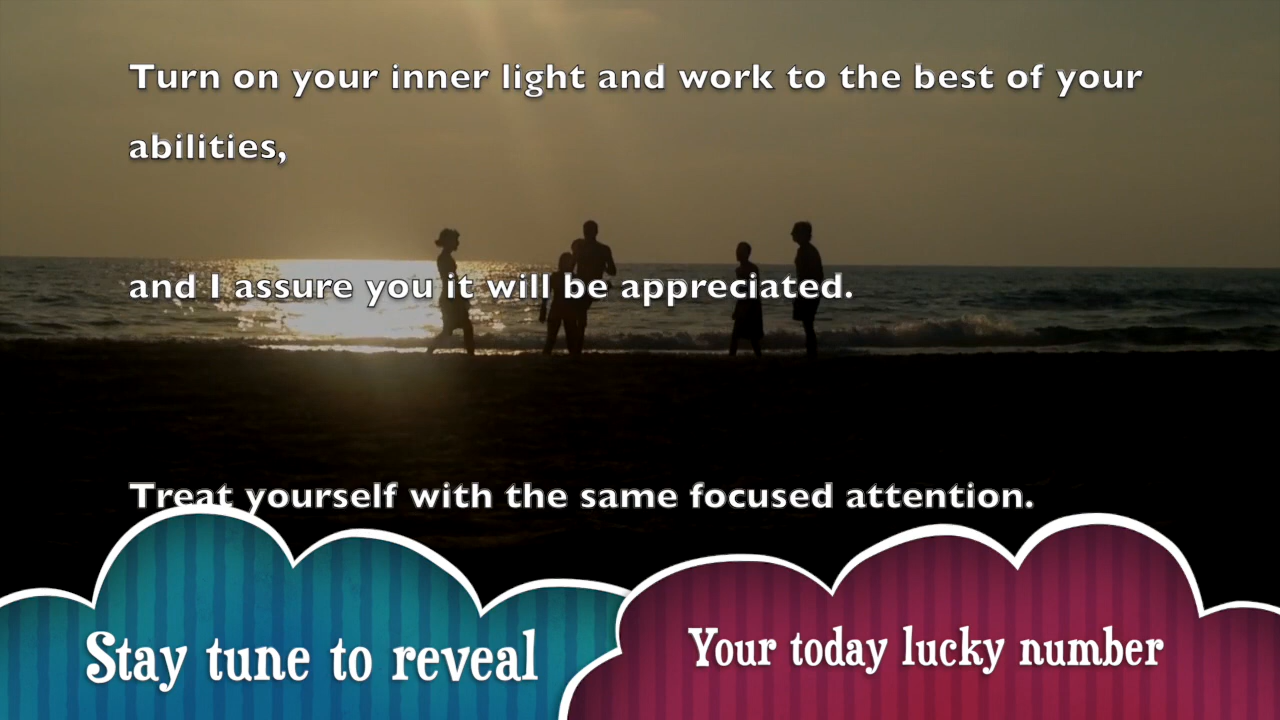 Turn on your inner light and work to the best of your
abilities,
and I assure you it will be appreciated.
Treat yourself with the same focused attention.
Stay tune to reveal
Your today lucky number